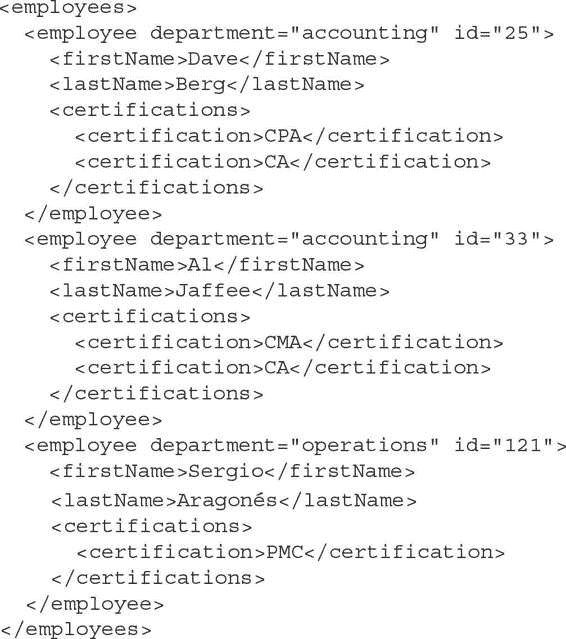 <employees>
<employee department="accounting" id="25">
<firstName>Dave</firstName>
<lastName>Berg</lastName>
<certifications>
<certification>CPA</certification>
<certification>CA</certification>
</certifications>
</employee>
<employee department="accounting" id="33">
<firstName>Al</firstName>
<lastName>Jaffee</lastName>
<certifications>
<certification>CMA</certification>
<certification>CA</certification>
</certifications>
</employee>
<employee department="operations" id="121">
<firstName>Sergio</firstName>
<lastName>Aragonés</lastName>
<certifications>
<certification>PMC</certification>
</certifications>
</employee>
</employees>